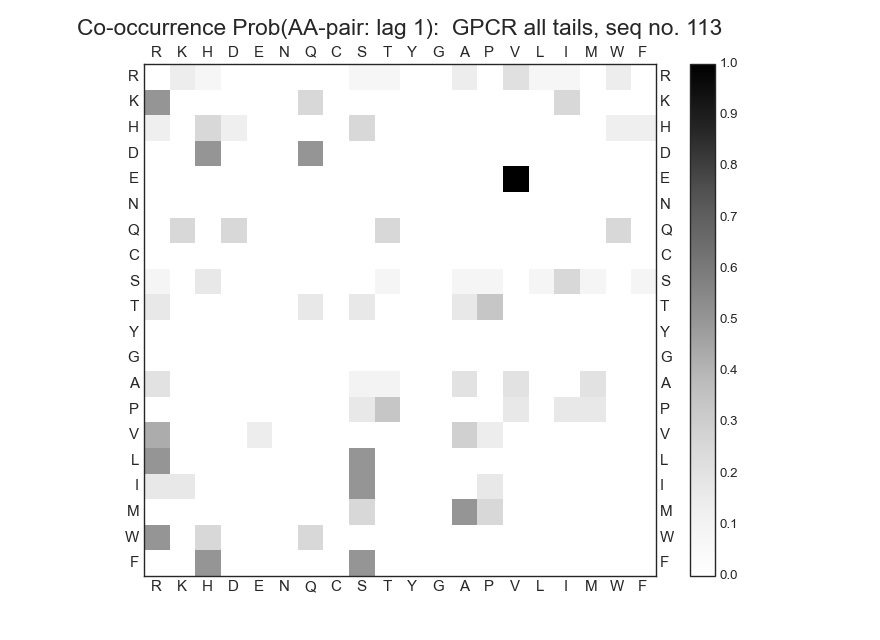 Co-occurrence Prob(AA-pair: lag 1):  GPCR all tails, seq no. 113
R K H D E N Q C S T Y G A P V L I M W F
1.0
R R
K K
0.9
H H
D D
0.8
E E
N N
0.7
Q Q
C C
0.6
S S
T T
0.5
Y Y
G G
0.4
A A
P P
0.3
V V
L L
0.2
I I
M M
0.1
W W
F F
0.0
R K H D E N Q C S T Y G A P V L I M W F